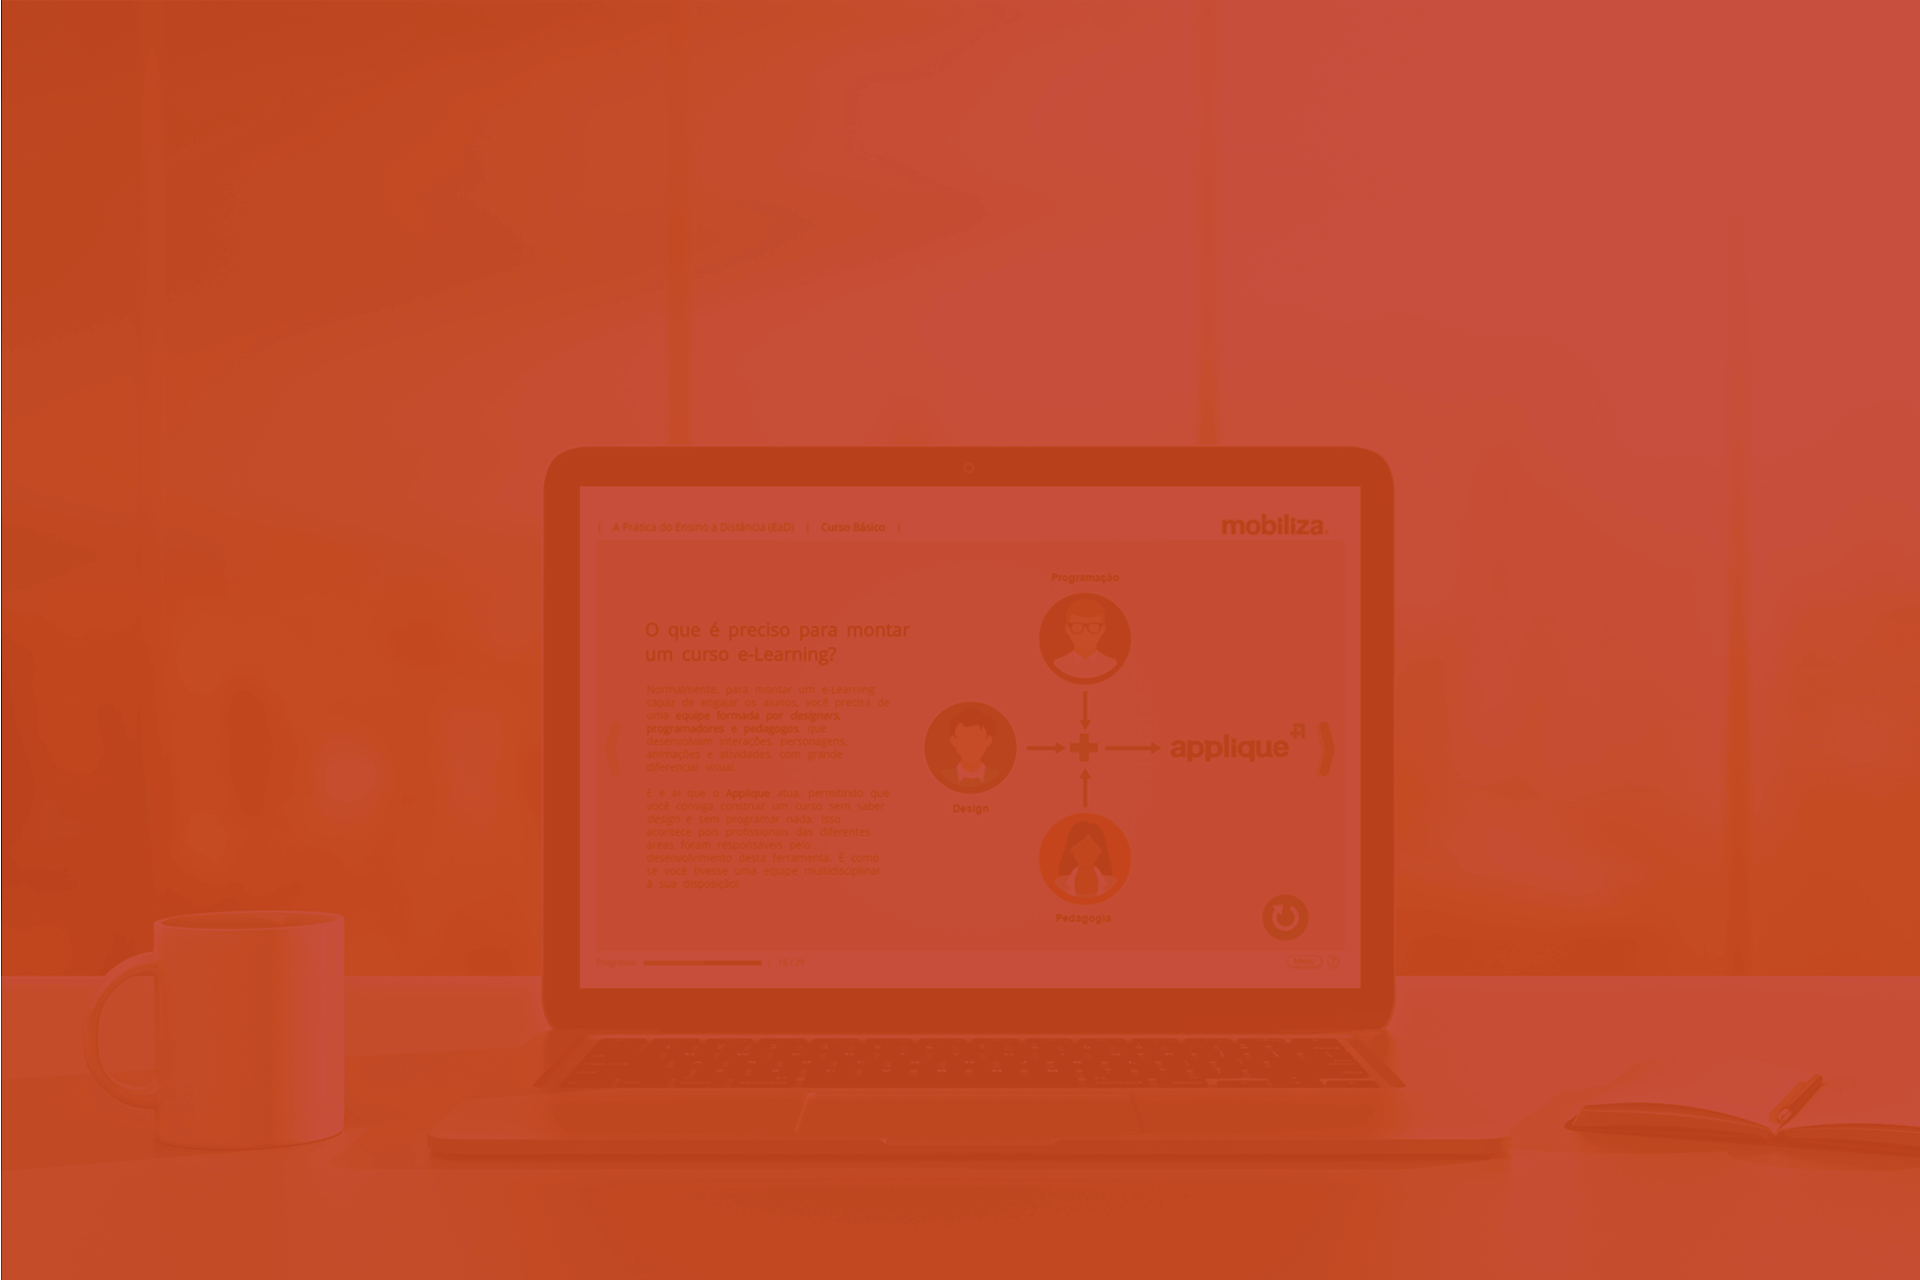 | A Prática do Ensino a Distância (EaD) | Curso Básico |
mobiliza
O que é preciso para montar
um curso e-Learning?
Normalmente, para montar um e-Learning
capaz de engajar os alunos, você precisa de
uma equipe formada por designers,
programadores e pedagogos, que
desenvolvem interações, personagens,
animações e atividades, com grande
diferencial visual.
E é aí que o Applique atua, permitindo que
você consiga construir um curso sem saber
design e sem programar nada. Isso
acontece pois profissionais das diferentes
áreas foram responsáveis pelo
desenvolvimento desta ferramenta. É como
se você tivesse uma equipe multidisciplinar
à sua disposição!
Programação
Design
applique
Pedagogia